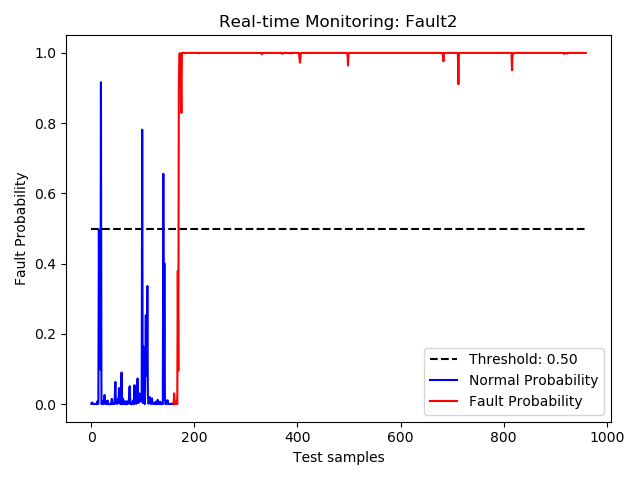 Real-time Monitoring: Fault2
Fault Probability
1.0
0.8
0.6
0.4
0.2
0.0
Threshold: 0.50
Normal Probability
Fault Probability
0 200 400 600 800 1000
Test samples